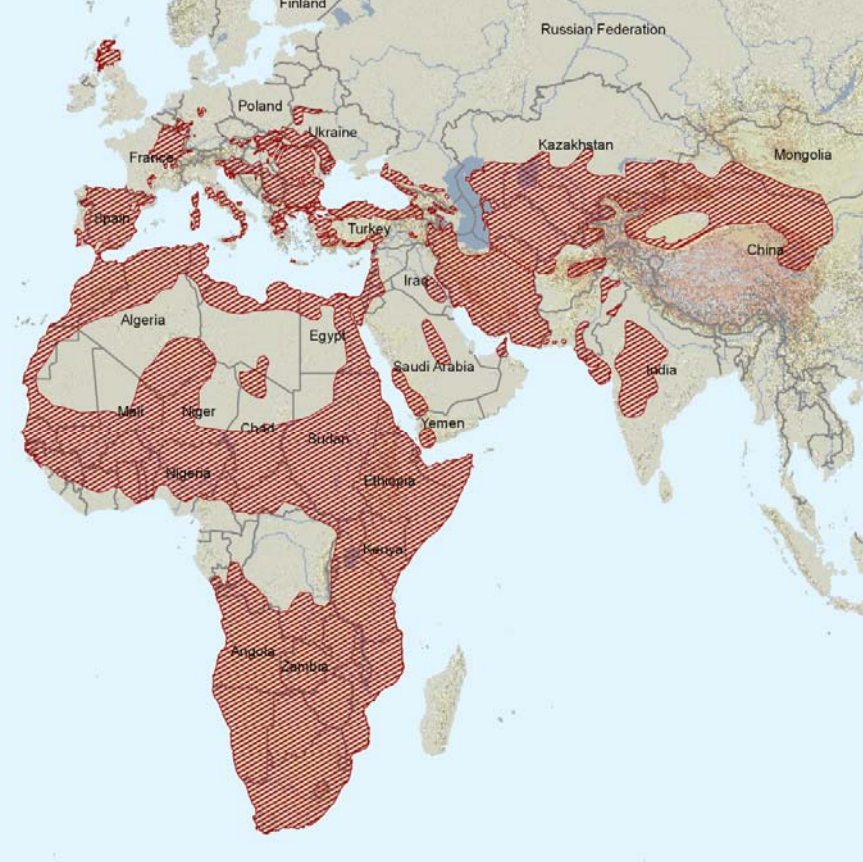 Finland
Russian Federation
Poland
Ukraine
Kazakhstan
France
Mongolia
Spain
Turkey
China
Iraq
Algeria
Egypt
Saudi Arabia
India
Mali
Niger
Chad
Yemen
Sudan
Nigeria
Ethiopia
Kenya
Angola
Zambia